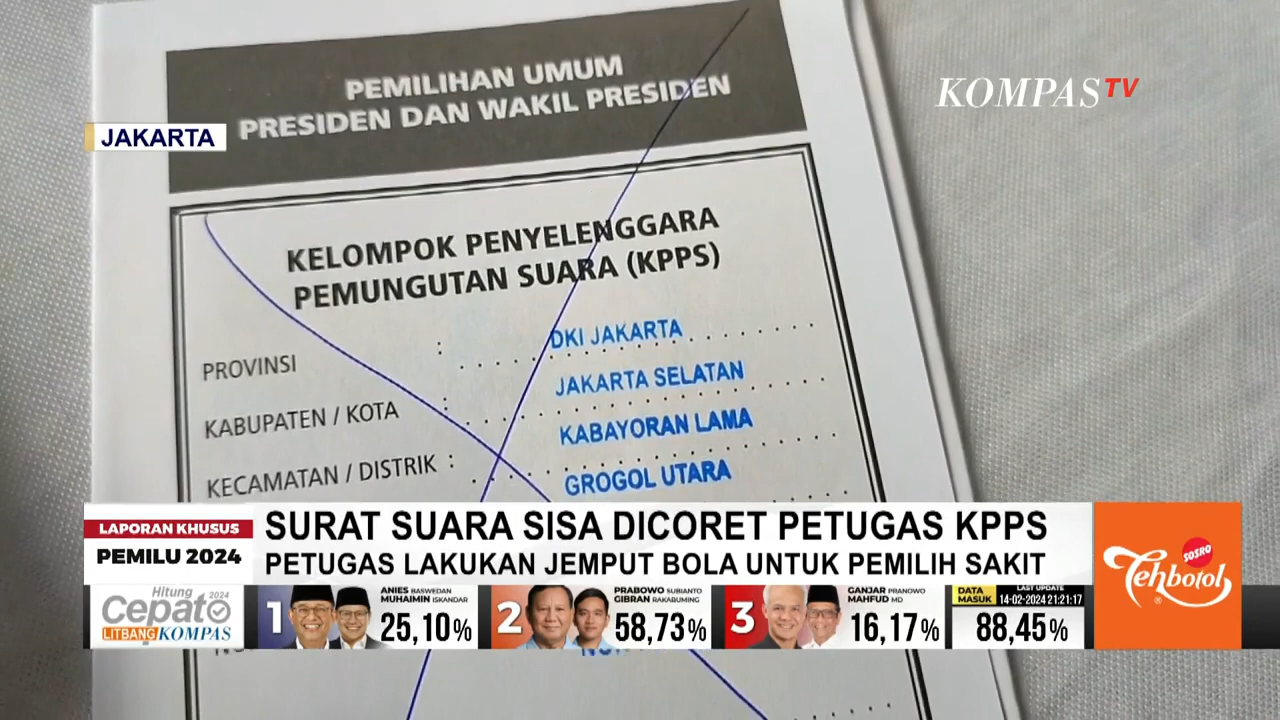 PEMILIHAN UMUM
PRESIDEN DAN WAKIL PRESIDEN
KOMPASTV
JAKARTA
KELOMPOK PENYELENGGARA
PEMUNGUTAN SUARA (KPPS)
PROVINSI : DKI JAKARTA
KABUPATEN / KOTA : JAKARTA SELATAN
KECAMATAN / DISTRIK : KABAYORAN LAMA
GROGOL UTARA
LAPORAN KHUSUS
PEMILU 2024
SURAT SUARA SISA DICORET PETUGAS KPPS
PETUGAS LAKUKAN JEMPUT BOLA UNTUK PEMILIH SAKIT
Hitung
Cepat 2024
LITBANG KOMPAS
1 ANIES BASWEDAN
MUHAIMIN ISKANDAR
25,10%
2 PRABOWO SUBIANTO
GIBRAN RAKABUMING
58,73%
3 GANJAR PRANOWO
MAHFUD MD
16,17%
DATA MASUK
LAST UPDATE
14-02-2024 21:21:17
88,45%
SOSRO
Tehbotol